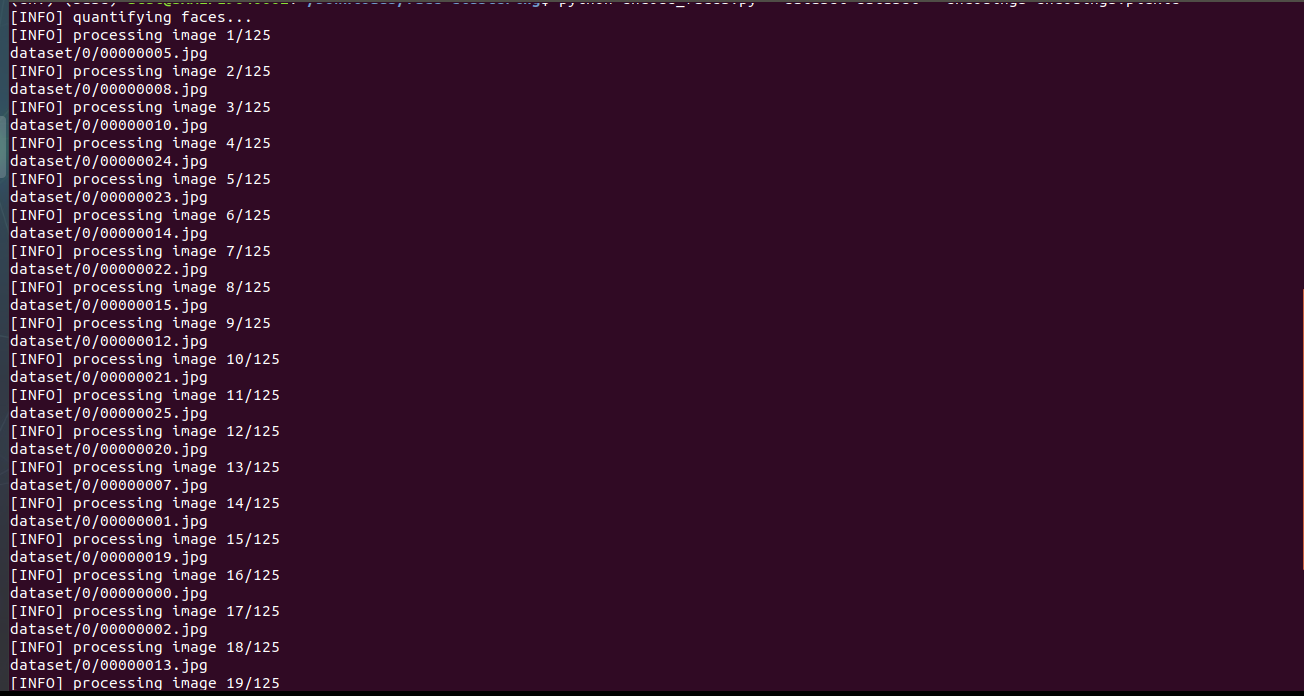 [INFO] quantifying faces...
[INFO] processing image 1/125
dataset/0/00000005.jpg
[INFO] processing image 2/125
dataset/0/00000008.jpg
[INFO] processing image 3/125
dataset/0/00000010.jpg
[INFO] processing image 4/125
dataset/0/00000024.jpg
[INFO] processing image 5/125
dataset/0/00000023.jpg
[INFO] processing image 6/125
dataset/0/00000014.jpg
[INFO] processing image 7/125
dataset/0/00000022.jpg
[INFO] processing image 8/125
dataset/0/00000015.jpg
[INFO] processing image 9/125
dataset/0/00000012.jpg
[INFO] processing image 10/125
dataset/0/00000021.jpg
[INFO] processing image 11/125
dataset/0/00000025.jpg
[INFO] processing image 12/125
dataset/0/00000020.jpg
[INFO] processing image 13/125
dataset/0/00000007.jpg
[INFO] processing image 14/125
dataset/0/00000001.jpg
[INFO] processing image 15/125
dataset/0/00000019.jpg
[INFO] processing image 16/125
dataset/0/00000000.jpg
[INFO] processing image 17/125
dataset/0/00000002.jpg
[INFO] processing image 18/125
dataset/0/00000013.jpg
[INFO] processing image 19/125